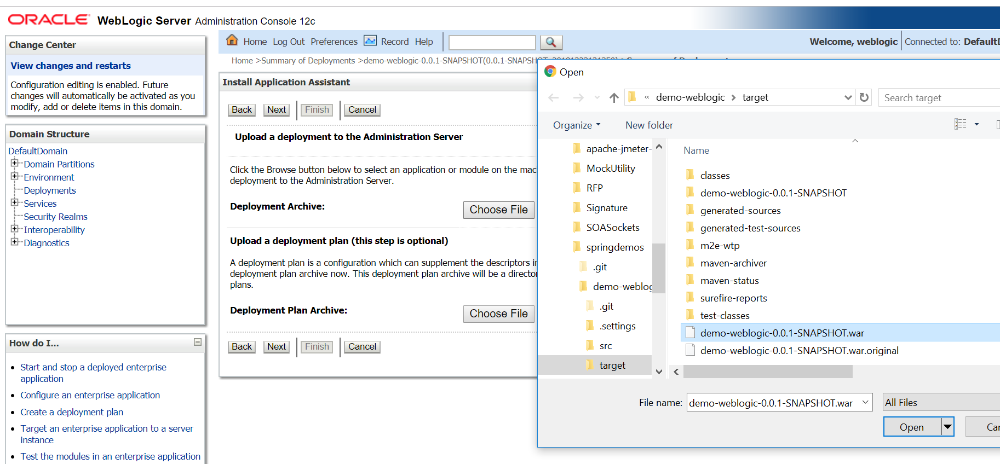 ORACLE WebLogic Server Administration Console 12c
Change Center
View changes and restarts
Configuration editing is enabled. Future
changes will automatically be activated as you
modify, add or delete items in this domain.
Domain Structure
DefaultDomain
Domain Partitions
Environment
Deployments
Services
Security Realms
Interoperability
Diagnostics
How do I...
Start and stop a deployed enterprise
application
Configure an enterprise application
Create a deployment plan
Target an enterprise application to a server
instance
Test the modules in an enterprise application
Home Log Out Preferences Record Help
Welcome, weblogic Connected to: DefaultD
Home >Summary of Deployments >demo-weblogic-0.0.1-SNAPSHOT(0.0.1-SNAPSH
Install Application Assistant
Back Next Finish Cancel
Upload a deployment to the Administration Server
Click the Browse button below to select an application or module on the mac
deployment to the Administration Server.
Deployment Archive: Choose File
Upload a deployment plan (this step is optional)
A deployment plan is a configuration which can supplement the descriptors in
deployment plan archive now. This deployment plan archive will be a director
plans.
Deployment Plan Archive: Choose File
Back Next Finish Cancel
Open
« demo-weblogic > target
Search target
Organize New folder
apache-jmeter-
MockUtility
RFP
Signature
SOASockets
springdemos
.git
demo-weblog
.git
.settings
src
target
Name
classes
demo-weblogic-0.0.1-SNAPSHOT
generated-sources
generated-test-sources
m2e-wtp
maven-archiver
maven-status
surefire-reports
test-classes
demo-weblogic-0.0.1-SNAPSHOT.war
demo-weblogic-0.0.1-SNAPSHOT.war.original
File name: demo-weblogic-0.0.1-SNAPSHOT.war All Files
Open Can